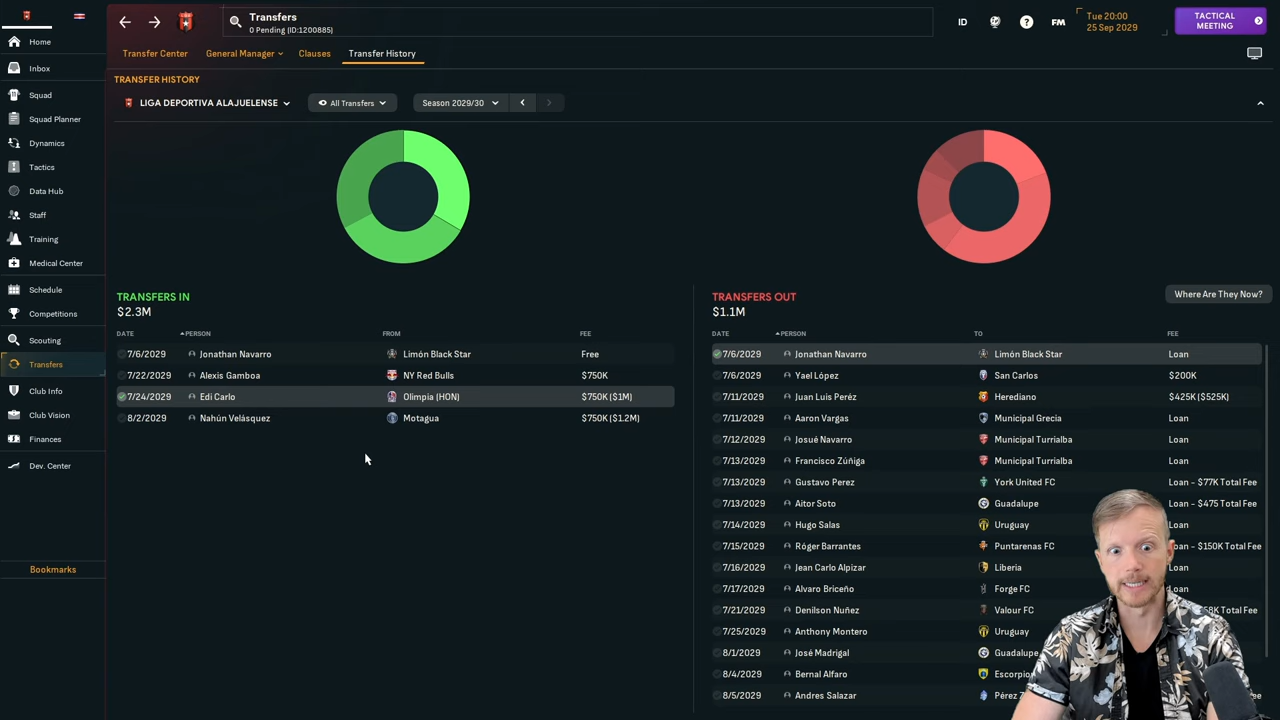 Transfers
0 Pending (ID:1200885)
ID
FM
Tue 20:00
25 Sep 2029
TACTICAL
MEETING
Home
Inbox
Squad
Squad Planner
Dynamics
Tactics
Data Hub
Staff
Training
Medical Center
Schedule
Competitions
Scouting
Transfers
Club Info
Club Vision
Finances
Dev. Center
Bookmarks
Transfer Center
General Manager
Clauses
Transfer History
TRANSFER HISTORY
LIGA DEPORTIVA ALAJUELENSE
All Transfers
Season 2029/30
TRANSFERS IN
$2.3M
DATE PERSON FROM FEE
7/6/2029 Jonathan Navarro Limón Black Star Free
7/22/2029 Alexis Gamboa NY Red Bulls $750K
7/24/2029 Edi Carlo Olimpia (HON) $750K ($1M)
8/2/2029 Nahún Velásquez Motagua $750K ($1.2M)
TRANSFERS OUT
$1.1M
Where Are They Now?
DATE PERSON TO FEE
7/6/2029 Jonathan Navarro Limón Black Star Loan
7/6/2029 Yael López San Carlos $200K
7/11/2029 Juan Luis Peréz Herediano $425K ($525K)
7/11/2029 Aaron Vargas Municipal Grecia Loan
7/12/2029 Josué Navarro Municipal Turrialba Loan
7/13/2029 Francisco Zúñiga Municipal Turrialba Loan
7/13/2029 Gustavo Perez York United FC Loan - $77K Total Fee
7/13/2029 Aitor Soto Guadalupe Loan - $475 Total Fee
7/14/2029 Hugo Salas Uruguay Loan
7/15/2029 Róger Barrantes Puntarenas FC Loan - $150K Total Fee
7/16/2029 Jean Carlo Alpízar Liberia Loan
7/17/2029 Alvaro Briceño Forge FC Loan
7/21/2029 Denilson Nuñez Valour FC Total Fee
7/25/2029 Anthony Montero Uruguay
8/1/2029 José Madrigal Guadalupe
8/4/2029 Bernal Alfaro
8/5/2029 Andres Salazar